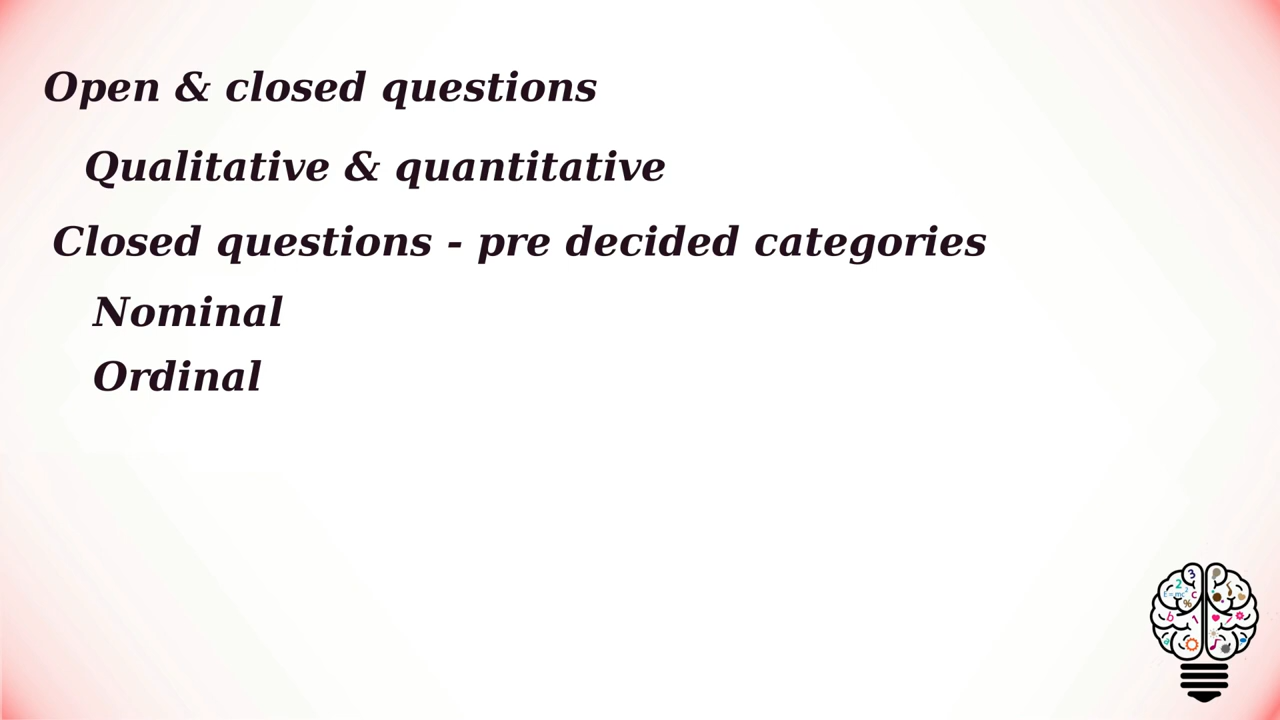 Open & closed questions
Qualitative & quantitative
Closed questions - pre decided categories
Nominal
Ordinal